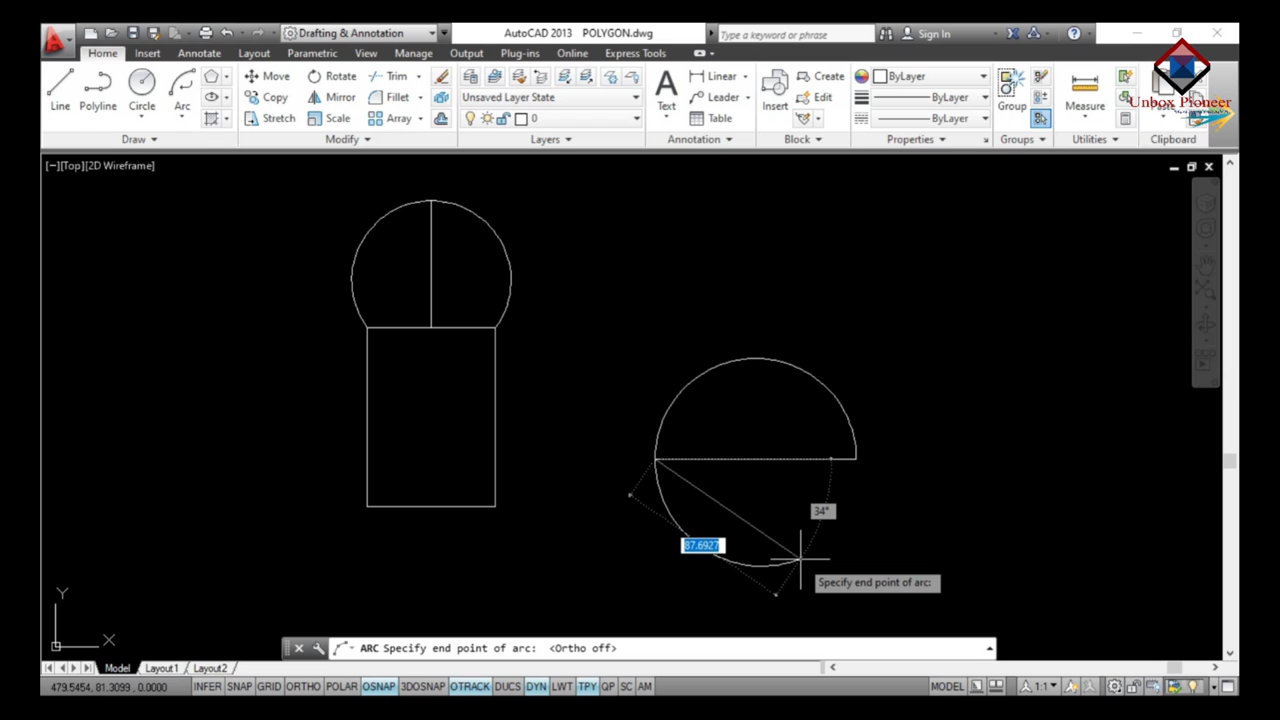 Drafting & Annotation
AutoCAD 2013 POLYGON.dwg
Type a keyword or phrase
Sign In
Home Insert Annotate Layout Parametric View Manage Output Plug-ins Online Express Tools
Line Polyline Circle Arc
Move Rotate Trim
Copy Mirror Fillet
Stretch Scale Array
Unsaved Layer State
0
Text
Linear
Leader
Table
Insert
Create
Edit
ByLayer
ByLayer
ByLayer
Group
Measure
Unbox Pioneer
Draw Modify Layers Annotation Block Properties Groups Utilities Clipboard
[−][Top][2D Wireframe]
34°
87.6927
Specify end point of arc:
Y
X
ARC Specify end point of arc: <Ortho off>
Model Layout1 Layout2
479.5454, 81.3099, 0.0000 INFER SNAP GRID ORTHO POLAR OSNAP 3DOSNAP OTRACK DUCS DYN LWT TPY QP SC AM MODEL 1:1